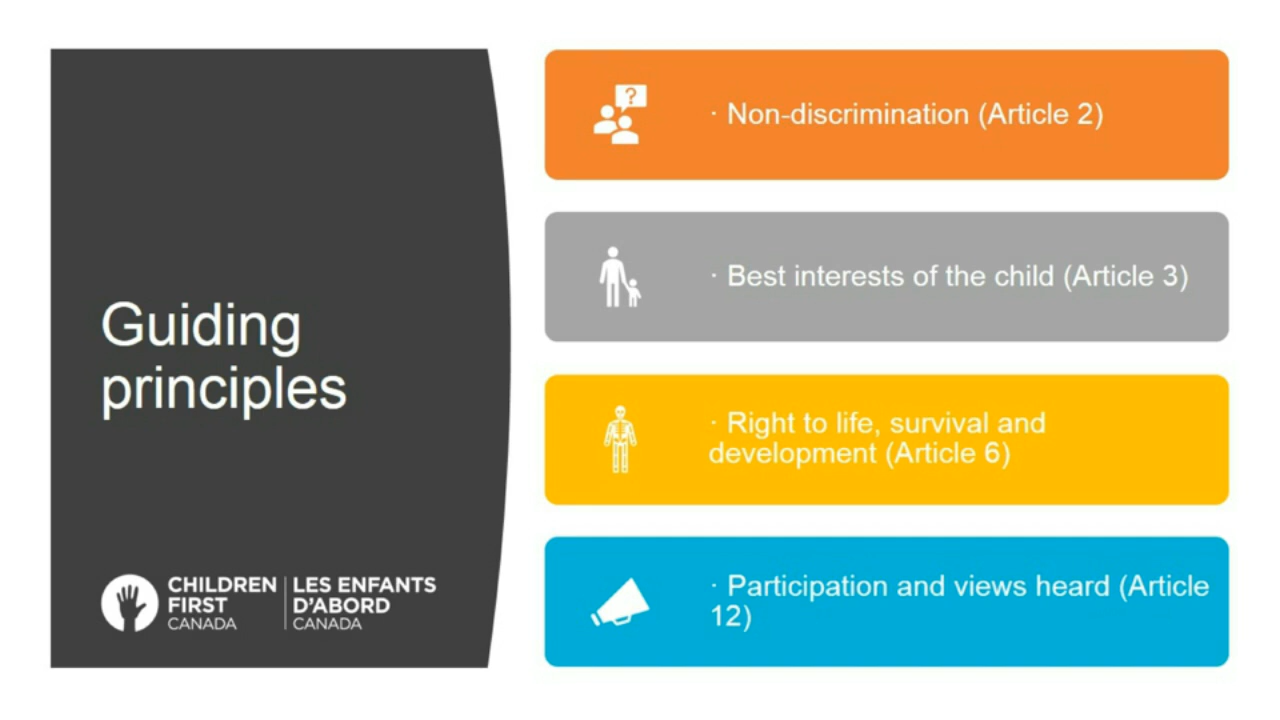 Guiding
principles
CHILDREN
FIRST
CANADA
LES ENFANTS
D'ABORD
CANADA
?
· Non-discrimination (Article 2)
· Best interests of the child (Article 3)
· Right to life, survival and
development (Article 6)
· Participation and views heard (Article
12)